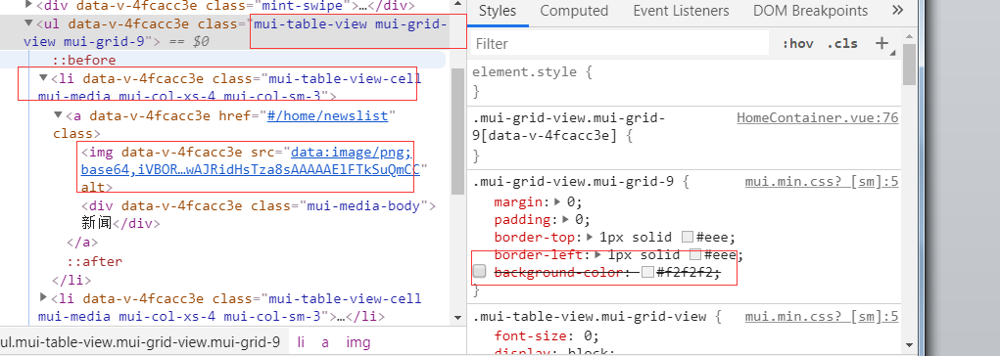 <div data-v-4fcacc3e class="mint-swipe">…</div>
<ul data-v-4fcacc3e class="mui-table-view mui-grid-
view mui-grid-9"> == $0
::before
<li data-v-4fcacc3e class="mui-table-view-cell
mui-media mui-col-xs-4 mui-col-sm-3">
<a data-v-4fcacc3e href="#/home/newslist"
class>
<img data-v-4fcacc3e src="data:image/png;
base64,iVBOR…wAJRidHsTza8sAAAAAElFTkSuQmCC"
alt>
<div data-v-4fcacc3e class="mui-media-body">
新闻</div>
</a>
::after
</li>
<li data-v-4fcacc3e class="mui-table-view-cell
mui-media mui-col-xs-4 mui-col-sm-3">…</li>
ul.mui-table-view.mui-grid-view.mui-grid-9 li a img
Styles Computed Event Listeners DOM Breakpoints »
Filter :hov .cls +
element.style {
}
.mui-grid-view.mui-grid-
9[data-v-4fcacc3e] {
HomeContainer.vue:76
}
.mui-grid-view.mui-grid-9 { mui.min.css? [sm]:5
margin: 0;
padding: 0;
border-top: 1px solid #eee;
border-left: 1px solid #eee;
background-color: #f2f2f2;
}
.mui-table-view.mui-grid-view { mui.min.css? [sm]:5
font-size: 0;
display: block;